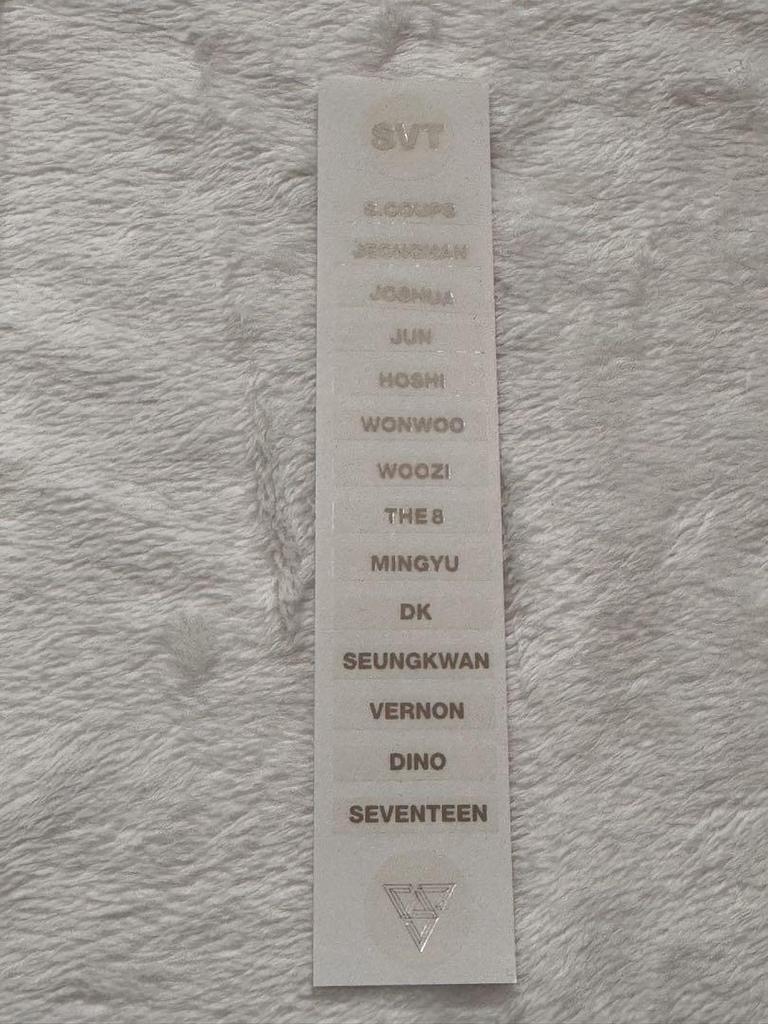 SVT
S.COUPS
JEONGHAN
JOSHUA
JUN
HOSHI
WONWOO
WOOZI
THE 8
MINGYU
DK
SEUNGKWAN
VERNON
DINO
SEVENTEEN